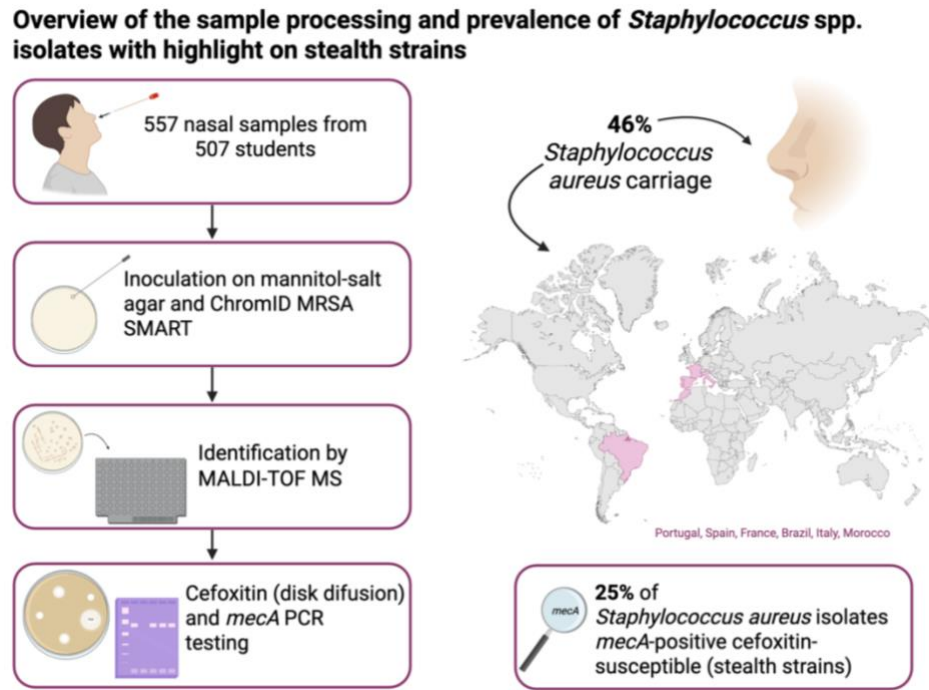 Overview of the sample processing and prevalence of Staphylococcus spp.
isolates with highlight on stealth strains
557 nasal samples from
507 students
Inoculation on mannitol-salt
agar and ChromID MRSA
SMART
Identification by
MALDI-TOF MS
Cefoxitin (disk difusion)
and mecA PCR
testing
46%
Staphylococcus
aureus carriage
Portugal, Spain, France, Brazil, Italy, Morocco
mecA
25% of
Staphylococcus aureus isolates
mecA-positive cefoxitin-
susceptible (stealth strains)